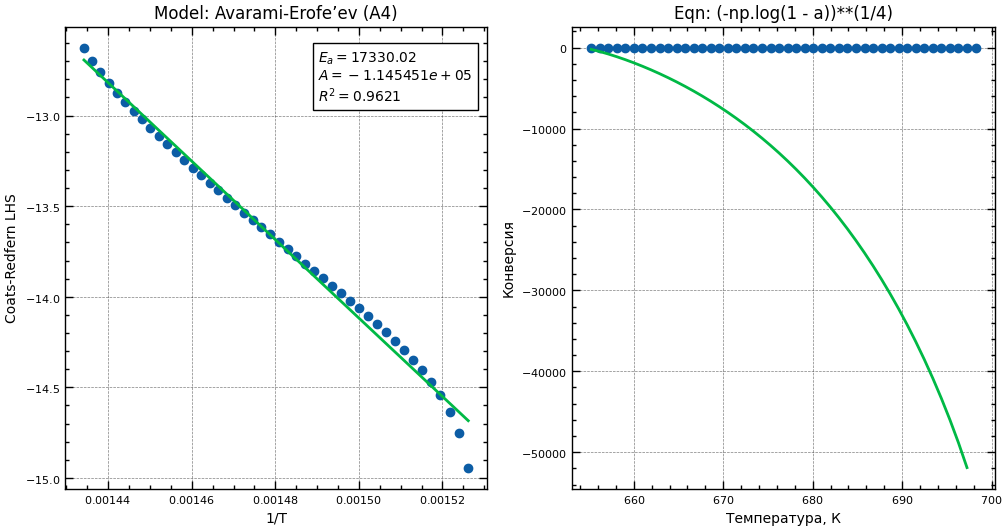 Model: Avarami-Erofe’ev (A4)
Eqn: (-np.log(1 - a))**(1/4)
E_a = 17330.02
A = −1.145451e + 05
R² = 0.9621
−13.0
−13.5
−14.0
−14.5
−15.0
Coats-Redfern LHS
0.00144
0.00146
0.00148
0.00150
0.00152
1/T
0
−10000
−20000
−30000
−40000
−50000
Конверсия
660
670
680
690
700
Температура, К